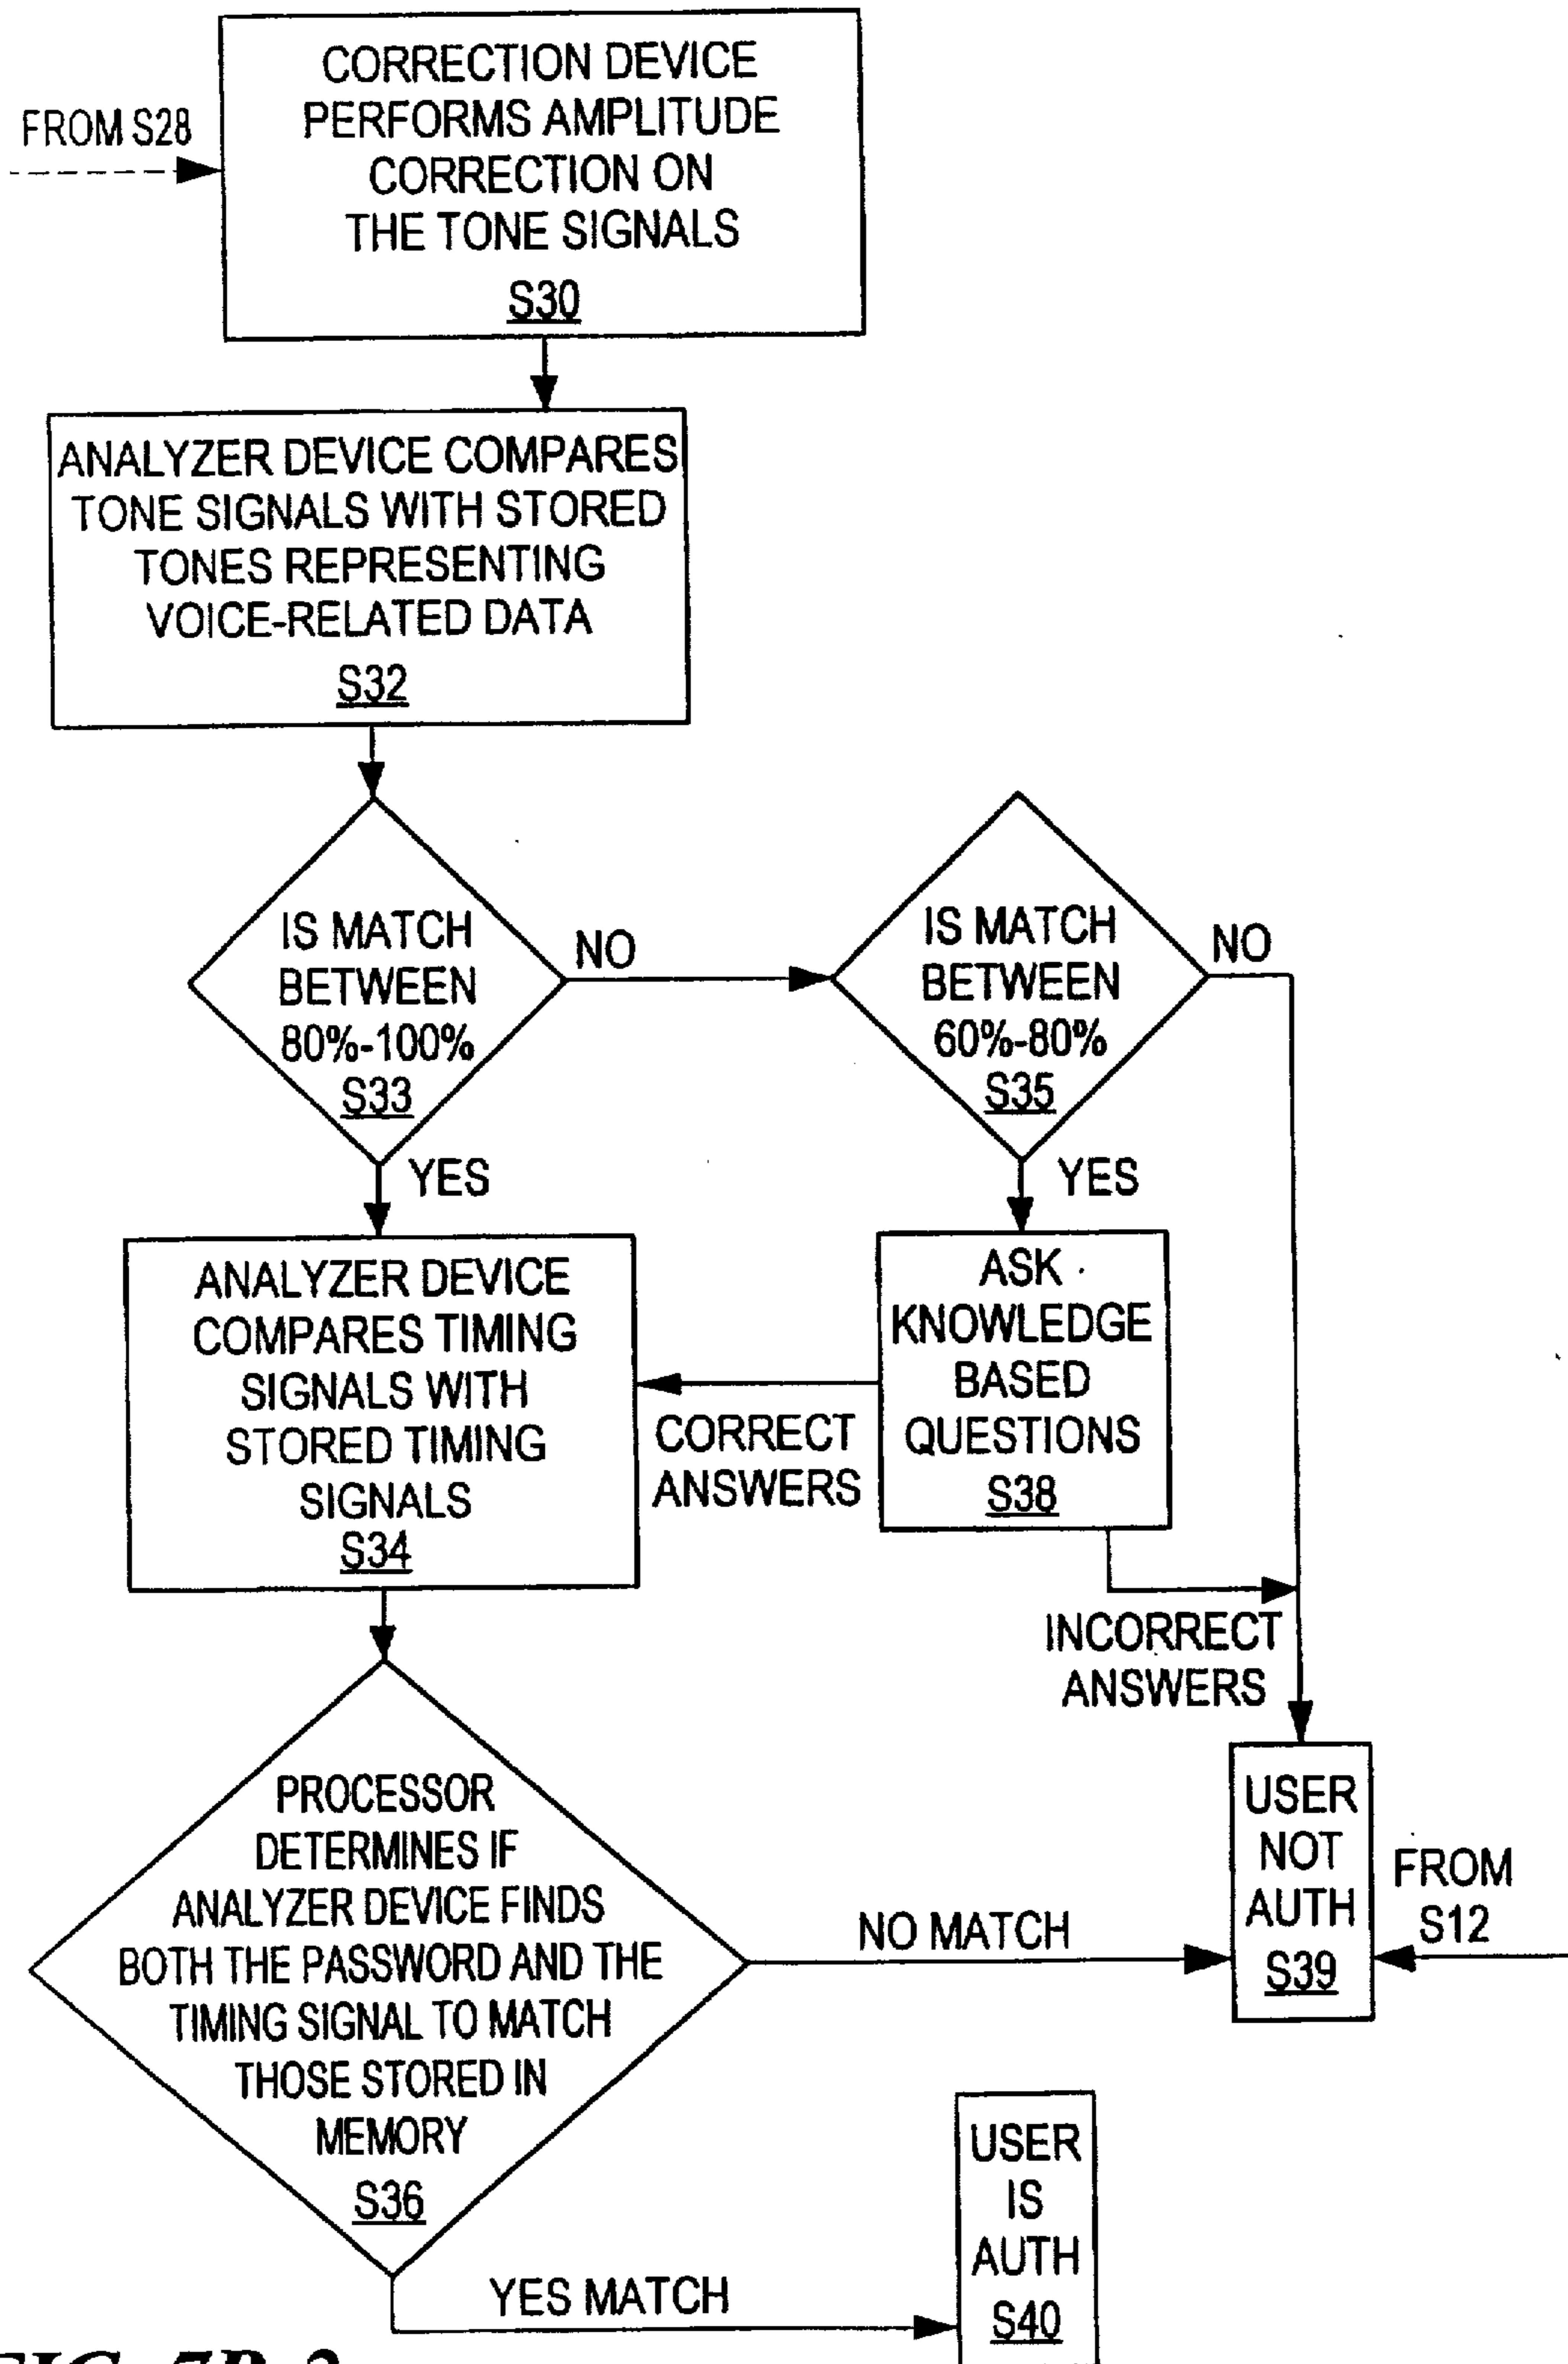 CORRECTION DEVICE
PERFORMS AMPLITUDE
CORRECTION ON
THE TONE SIGNALS
S30
FROM S28
ANALYZER DEVICE COMPARES
TONE SIGNALS WITH STORED
TONES REPRESENTING
VOICE-RELATED DATA
S32
IS MATCH
BETWEEN
80%-100%
S33
NO
YES
IS MATCH
BETWEEN
60%-80%
S35
NO
YES
ANALYZER DEVICE
COMPARES TIMING
SIGNALS WITH
STORED TIMING
SIGNALS
S34
CORRECT
ANSWERS
ASK
KNOWLEDGE
BASED
QUESTIONS
S38
INCORRECT
ANSWERS
PROCESSOR
DETERMINES IF
ANALYZER DEVICE FINDS
BOTH THE PASSWORD AND THE
TIMING SIGNAL TO MATCH
THOSE STORED IN
MEMORY
S36
NO MATCH
USER
NOT
AUTH
S39
FROM
S12
YES MATCH
USER
IS
AUTH
S40